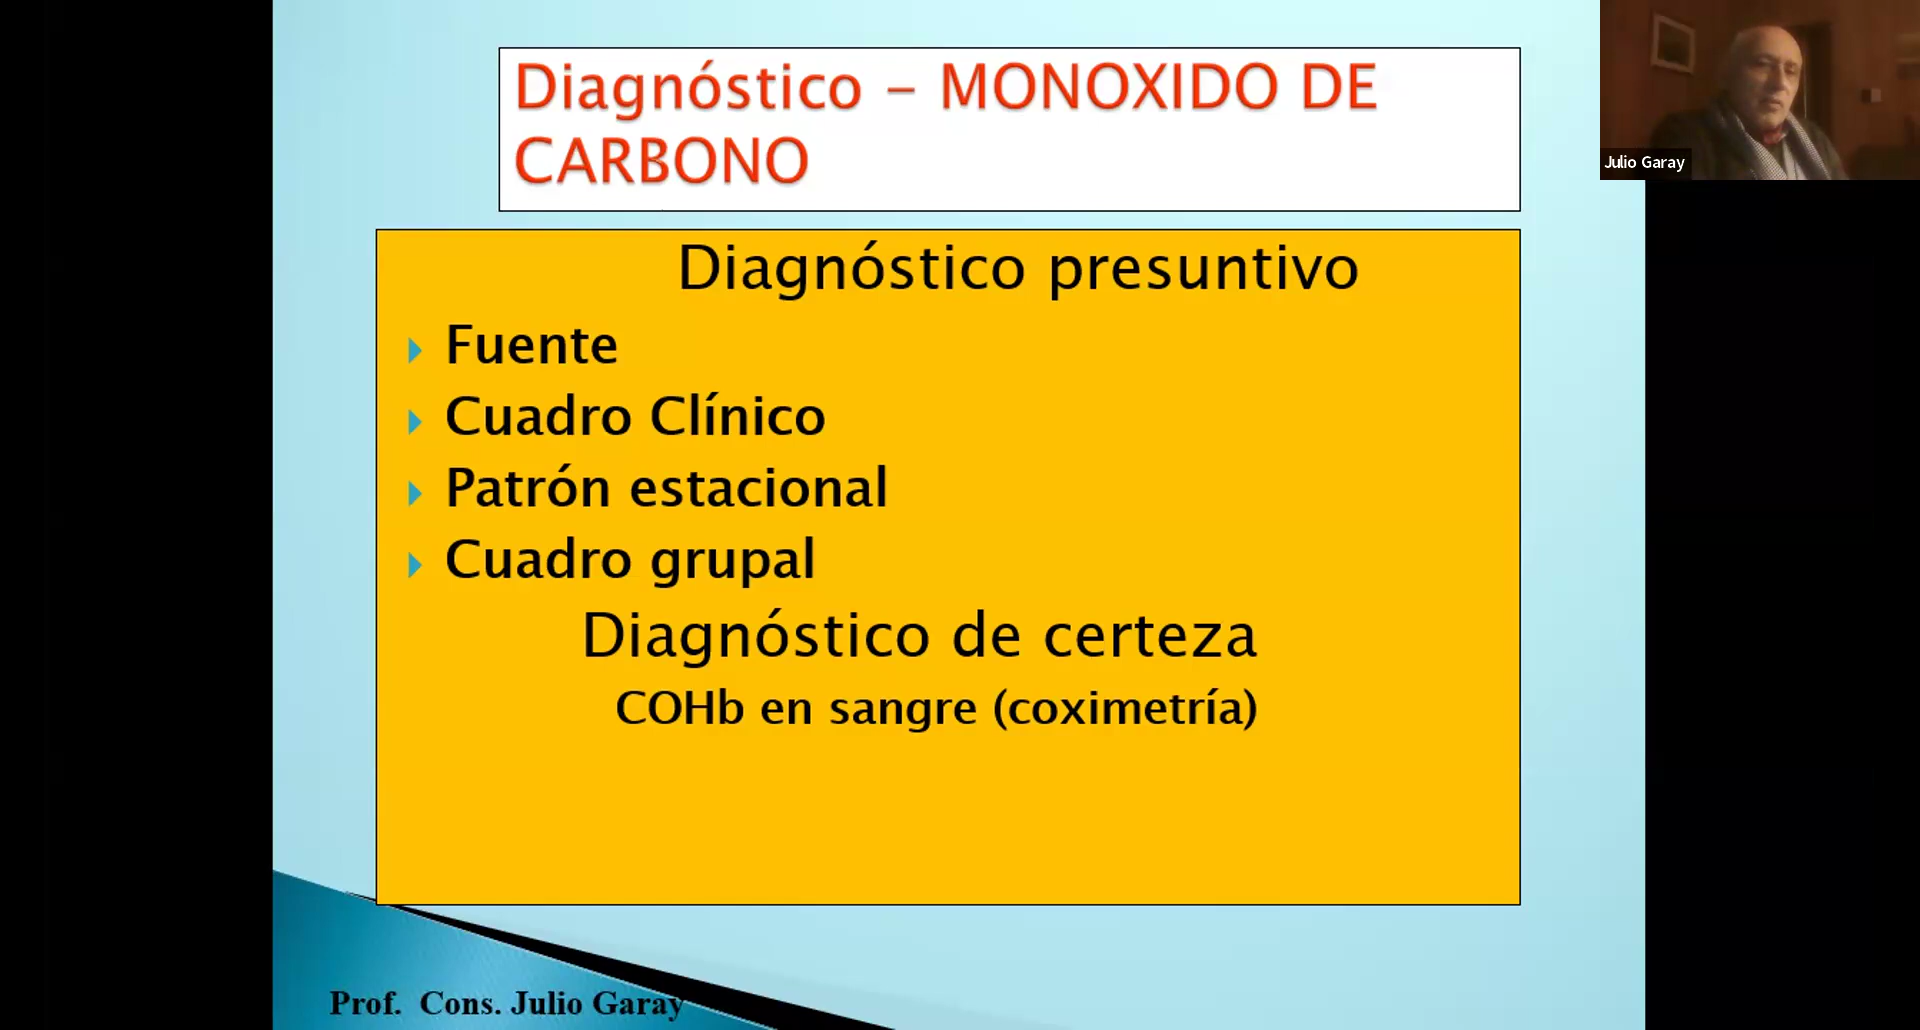 Diagnóstico – MONOXIDO DE
CARBONO
Julio Garay
Diagnóstico presuntivo
Fuente
Cuadro Clínico
Patrón estacional
Cuadro grupal
Diagnóstico de certeza
COHb en sangre (coximetría)
Prof. Cons. Julio Garay